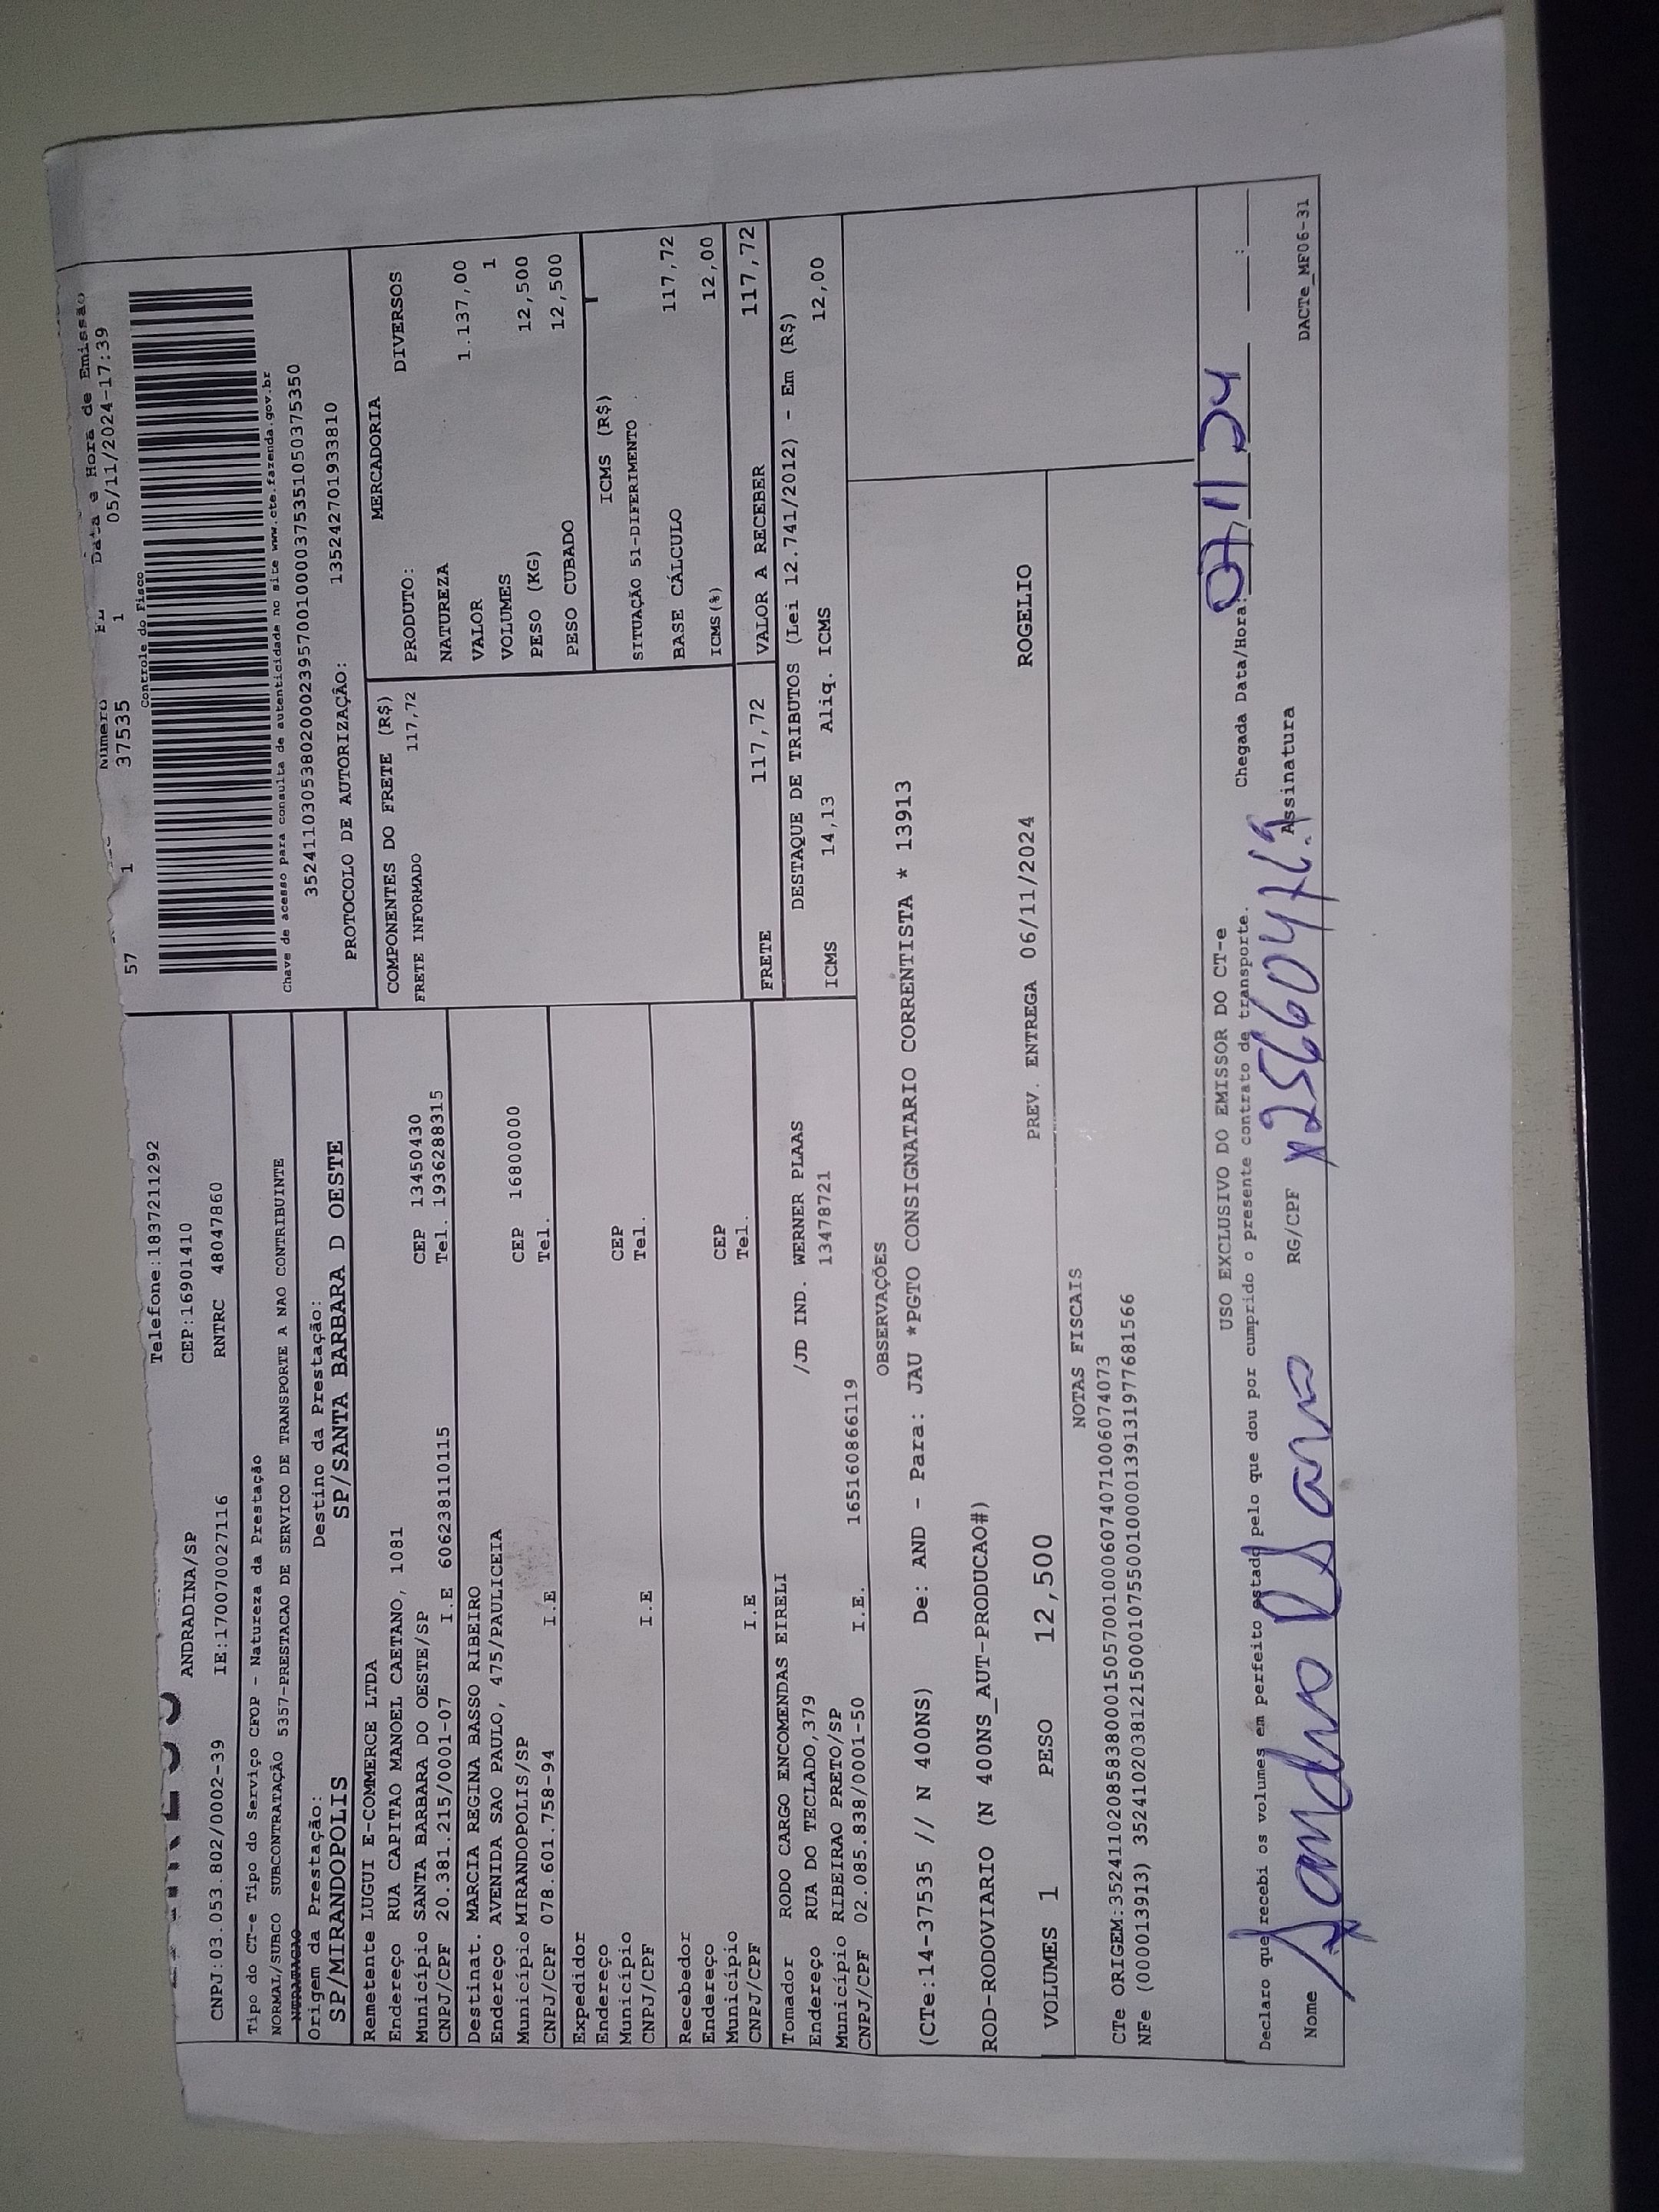 Telefone:1837211292
ANDRADINA/SP CEP:16901410
CNPJ:03.053.802/0002-39 IE:170070027116 RNTRC 48047860
Número FL Data e Hora de Emissão
57 1 37535 1 05/11/2024-17:39
Controle do Fisco
Chave de acesso para consulta de autenticidade no site www.cte.fazenda.gov.br
35241103053802000239570010000375351050375350
PROTOCOLO DE AUTORIZAÇÃO: 135242701933810
Tipo do CT-e Tipo do Serviço CFOP - Natureza da Prestação
NORMAL/SUBCO SUBCONTRATAÇÃO 5357-PRESTACAO DE SERVICO DE TRANSPORTE A NAO CONTRIBUINTE
NTRATACAO
Origem da Prestação: Destino da Prestação:
SP/MIRANDOPOLIS SP/SANTA BARBARA D OESTE
Remetente LUGUI E-COMMERCE LTDA
Endereço RUA CAPITAO MANOEL CAETANO, 1081
Município SANTA BARBARA DO OESTE/SP CEP 13450430
CNPJ/CPF 20.381.215/0001-07 I.E 606238110115 Tel. 1936288315
Destinat. MARCIA REGINA BASSO RIBEIRO
Endereço AVENIDA SAO PAULO, 475/PAULICEIA
Município MIRANDOPOLIS/SP CEP 16800000
CNPJ/CPF 078.601.758-94 I.E Tel.
Expedidor
Endereço
Município CEP
CNPJ/CPF I.E Tel.
Recebedor
Endereço
Município CEP
CNPJ/CPF I.E Tel.
Tomador RODO CARGO ENCOMENDAS EIRELI
Endereço RUA DO TECLADO,379 /JD IND. WERNER PLAAS
Município RIBEIRAO PRETO/SP 13478721
CNPJ/CPF 02.085.838/0001-50 I.E. 165160866119
COMPONENTES DO FRETE (R$)
FRETE INFORMADO 117,72
MERCADORIA
PRODUTO: DIVERSOS
NATUREZA
VALOR 1.137,00
VOLUMES 1
PESO (KG) 12,500
PESO CUBADO 12,500
ICMS (R$)
SITUAÇÃO 51-DIFERIMENTO
BASE CÁLCULO 117,72
ICMS(%) 12,00
FRETE 117,72 VALOR A RECEBER 117,72
DESTAQUE DE TRIBUTOS (Lei 12.741/2012) - Em (R$)
ICMS 14,13 Aliq. ICMS 12,00
OBSERVAÇÕES
(CTe:14-37535 // N 400NS) De: AND - Para: JAU *PGTO CONSIGNATARIO CORRENTISTA * 13913
ROD-RODOVIARIO (N 400NS_AUT-PRODUCAO#)
VOLUMES 1 PESO 12,500 PREV. ENTREGA 06/11/2024 ROGELIO
NOTAS FISCAIS
CTe ORIGEM:35241102085838000150570010006074071006074073
NFe (000013913) 35241020381215000107550010000139131977681566
USO EXCLUSIVO DO EMISSOR DO CT-e
Declaro que recebi os volumes em perfeito estado pelo que dou por cumprido o presente contrato de transporte. Chegada Data/Hora: 07/11/24 :
Nome RG/CPF Assinatura
DACTe_MF06-31